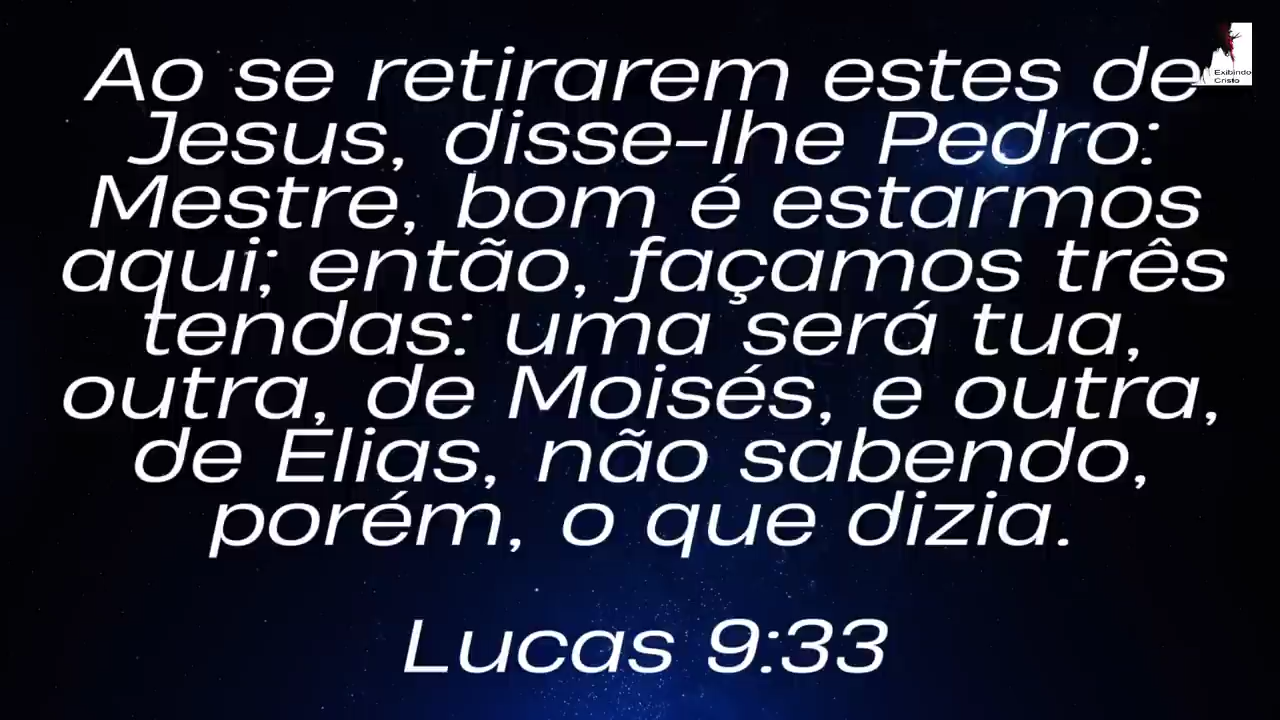 Ao se retirarem estes de
Jesus, disse-lhe Pedro:
Mestre, bom é estarmos
aqui; então, façamos três
tendas: uma será tua,
outra, de Moisés, e outra,
de Elias, não sabendo,
porém, o que dizia.
Lucas 9:33
Exibindo
Cristo